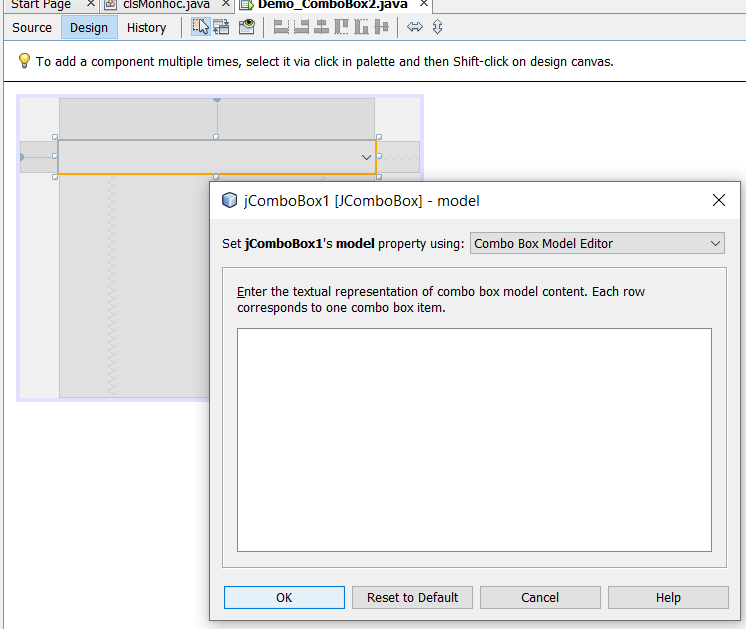 Start Page
clsMonhoc.java
Demo_ComboBox2.java
Source Design History
To add a component multiple times, select it via click in palette and then Shift-click on design canvas.
jComboBox1 [JComboBox] - model
Set jComboBox1's model property using: Combo Box Model Editor
Enter the textual representation of combo box model content. Each row
corresponds to one combo box item.
OK Reset to Default Cancel Help